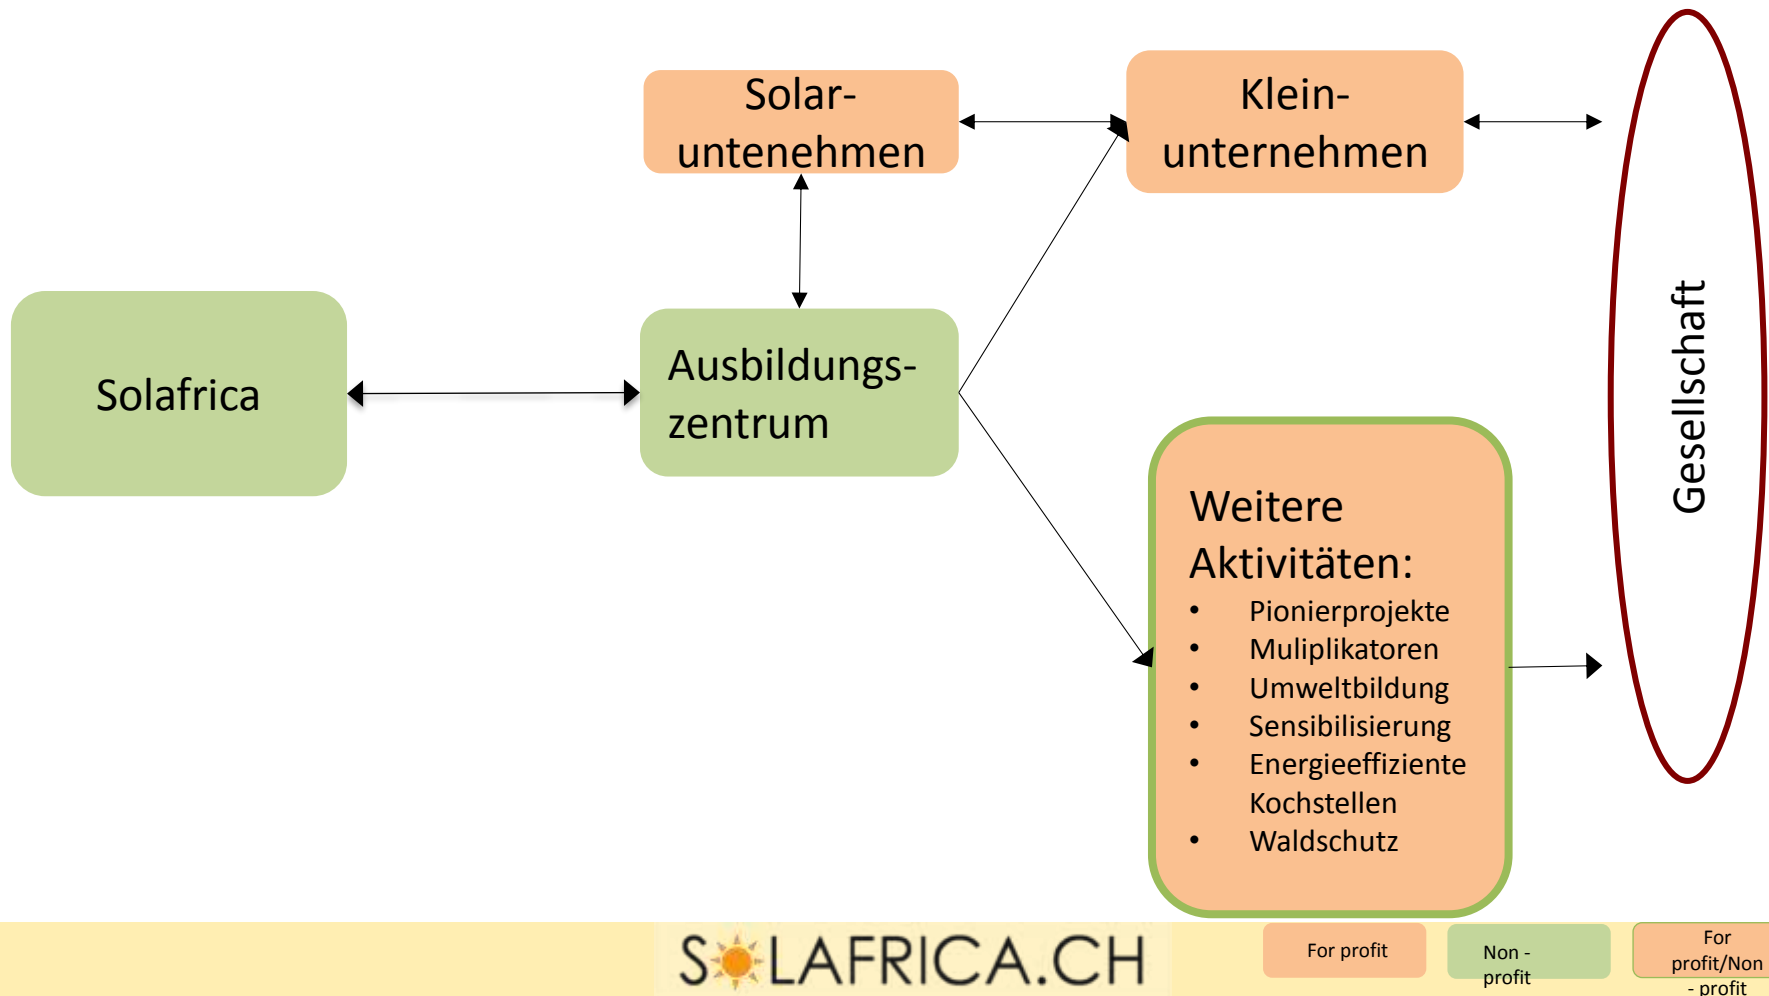 Solar-
untenehmen
Klein-
unternehmen
Solafrica
Ausbildungs-
zentrum
Gesellschaft
Weitere
Aktivitäten:
• Pionierprojekte
• Muliplikatoren
• Umweltbildung
• Sensibilisierung
• Energieeffiziente
Kochstellen
• Waldschutz
SOLAFRICA.CH
For profit
Non -
profit
For
profit/Non
- profit